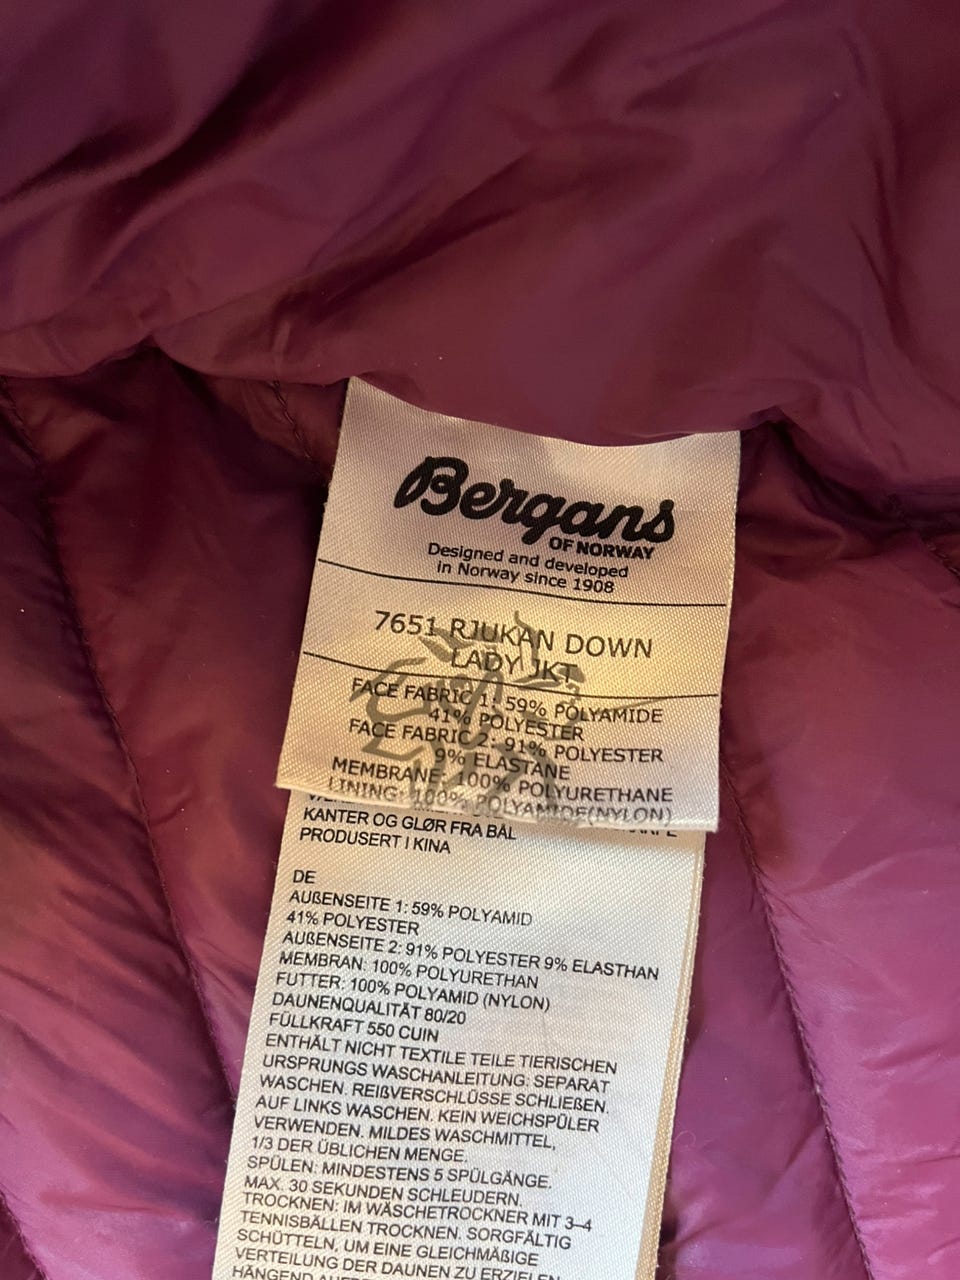 Bergans
OF NORWAY
Designed and developed
in Norway since 1908
7651 RJUKAN DOWN
LADY JKT
FACE FABRIC 1: 59% POLYAMIDE
41% POLYESTER
FACE FABRIC 2: 91% POLYESTER
9% ELASTANE
MEMBRANE: 100% POLYURETHANE
LINING: 100% POLYAMIDE(NYLON)
KANTER OG GLØR FRA BÅL
PRODUSERT I KINA
DE
AUßENSEITE 1: 59% POLYAMID
41% POLYESTER
AUßENSEITE 2: 91% POLYESTER 9% ELASTHAN
MEMBRAN: 100% POLYURETHAN
FUTTER: 100% POLYAMID (NYLON)
DAUNENQUALITÄT 80/20
FÜLLKRAFT 550 CUIN
ENTHÄLT NICHT TEXTILE TEILE TIERISCHEN
URSPRUNGS WASCHANLEITUNG: SEPARAT
WASCHEN. REIßVERSCHLÜSSE SCHLIEßEN.
AUF LINKS WASCHEN. KEIN WEICHSPÜLER
VERWENDEN. MILDES WASCHMITTEL,
1/3 DER ÜBLICHEN MENGE.
SPÜLEN: MINDESTENS 5 SPÜLGÄNGE.
MAX. 30 SEKUNDEN SCHLEUDERN.
TROCKNEN: IM WÄSCHETROCKNER MIT 3–4
TENNISBÄLLEN TROCKNEN. SORGFÄLTIG
SCHÜTTELN, UM EINE GLEICHMÄßIGE
VERTEILUNG DER DAUNEN ZU ERZIELEN
HÄNGEND